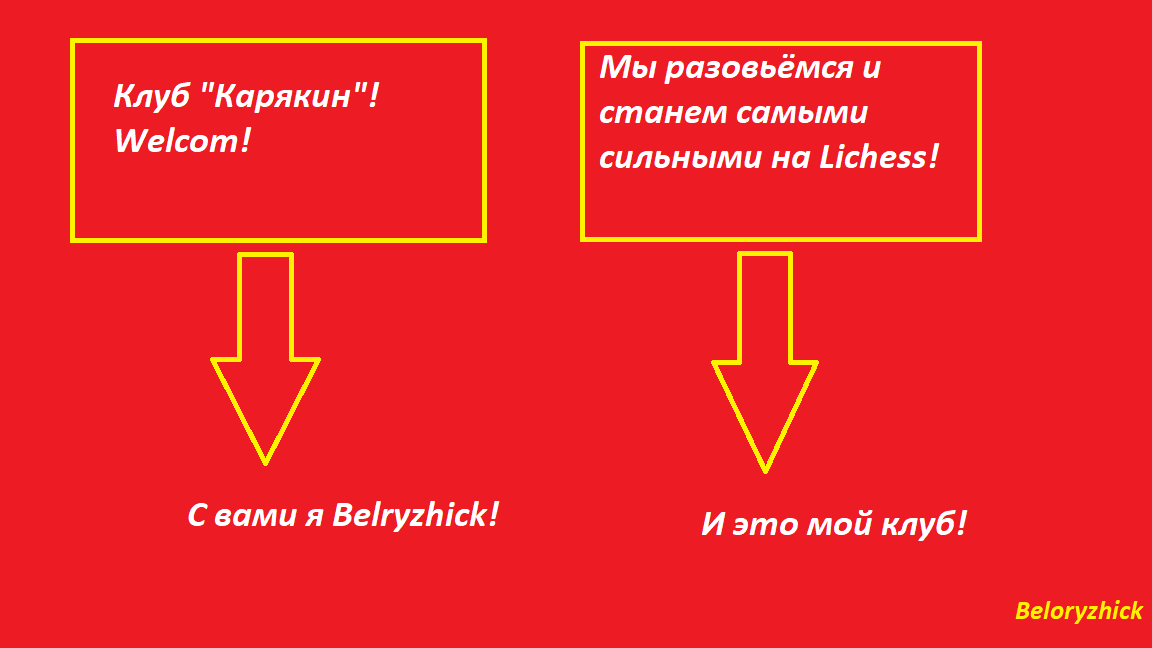 Клуб "Карякин"!
Welcom!
Мы разовьёмся и
станем самыми
сильными на Lichess!
С вами я Belryzhick!
И это мой клуб!
Beloryzhick